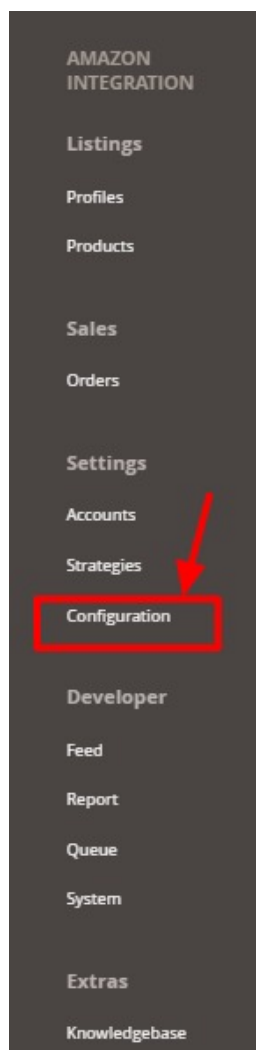 AMAZON
INTEGRATION
Listings
Profiles
Products
Sales
Orders
Settings
Accounts
Strategies
Configuration
Developer
Feed
Report
Queue
System
Extras
Knowledgebase